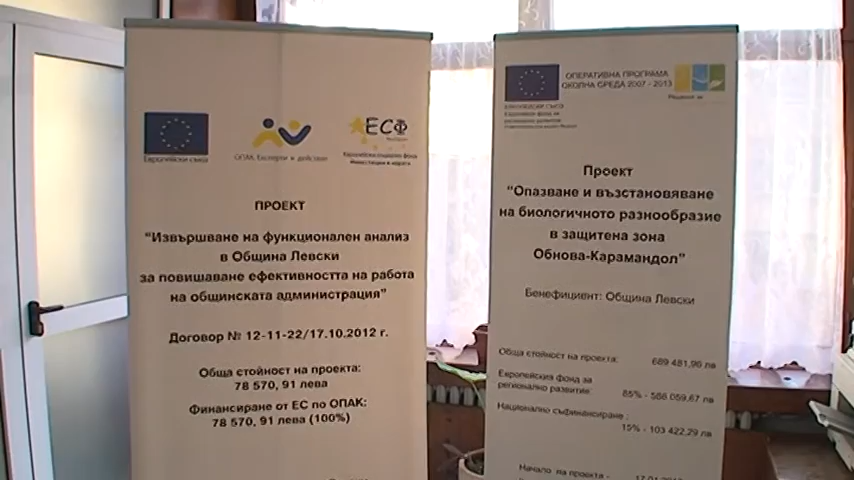 Европейски съюз
ОПАК. Експерти в действие
ЕСФ
Европейски социален фонд
Инвестиции в хората
ПРОЕКТ
"Извършване на функционален анализ
в Община Левски
за повишаване ефективността на работа
на общинската администрация"
Договор № 12-11-22/17.10.2012 г.
Обща стойност на проекта:
78 570, 91 лева
Финансиране от ЕС по ОПАК:
78 570, 91 лева (100%)
ОПЕРАТИВНА ПРОГРАМА
ОКОЛНА СРЕДА 2007 - 2013
ЕВРОПЕЙСКИ СЪЮЗ
Проект
"Опазване и възстановяване
на биологичното разнообразие
в защитена зона
Обнова-Карамандол"
Бенефициент: Община Левски
Обща стойност на проекта: 689 481,96 лв
Европейския фонд за
регионално развитие: 85% - 586 059,67 лв
Национално съфинансиране:
15% - 103 422,29 лв
Начало на проекта -